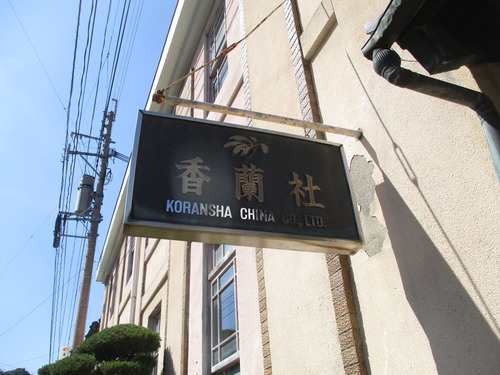 香蘭社
KORANSHA CHINA CO., LTD.